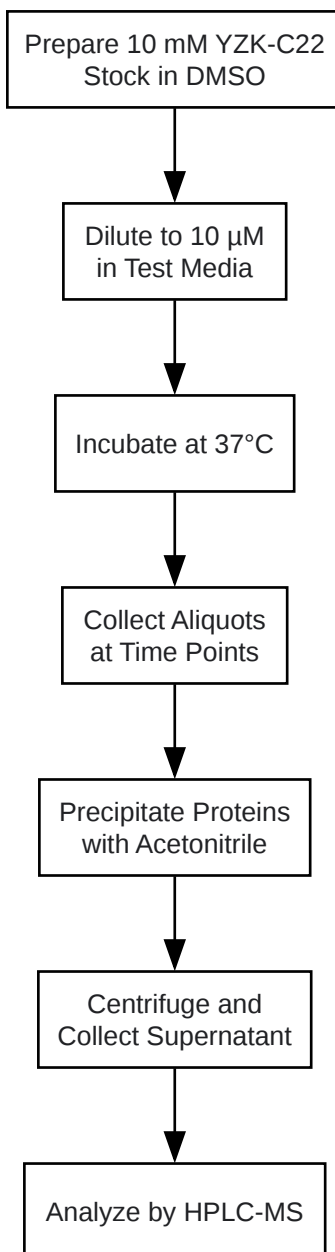 Prepare 10 mM YZK-C22
Stock in DMSO
Dilute to 10 µM
in Test Media
Incubate at 37°C
Collect Aliquots
at Time Points
Precipitate Proteins
with Acetonitrile
Centrifuge and
Collect Supernatant
Analyze by HPLC-MS